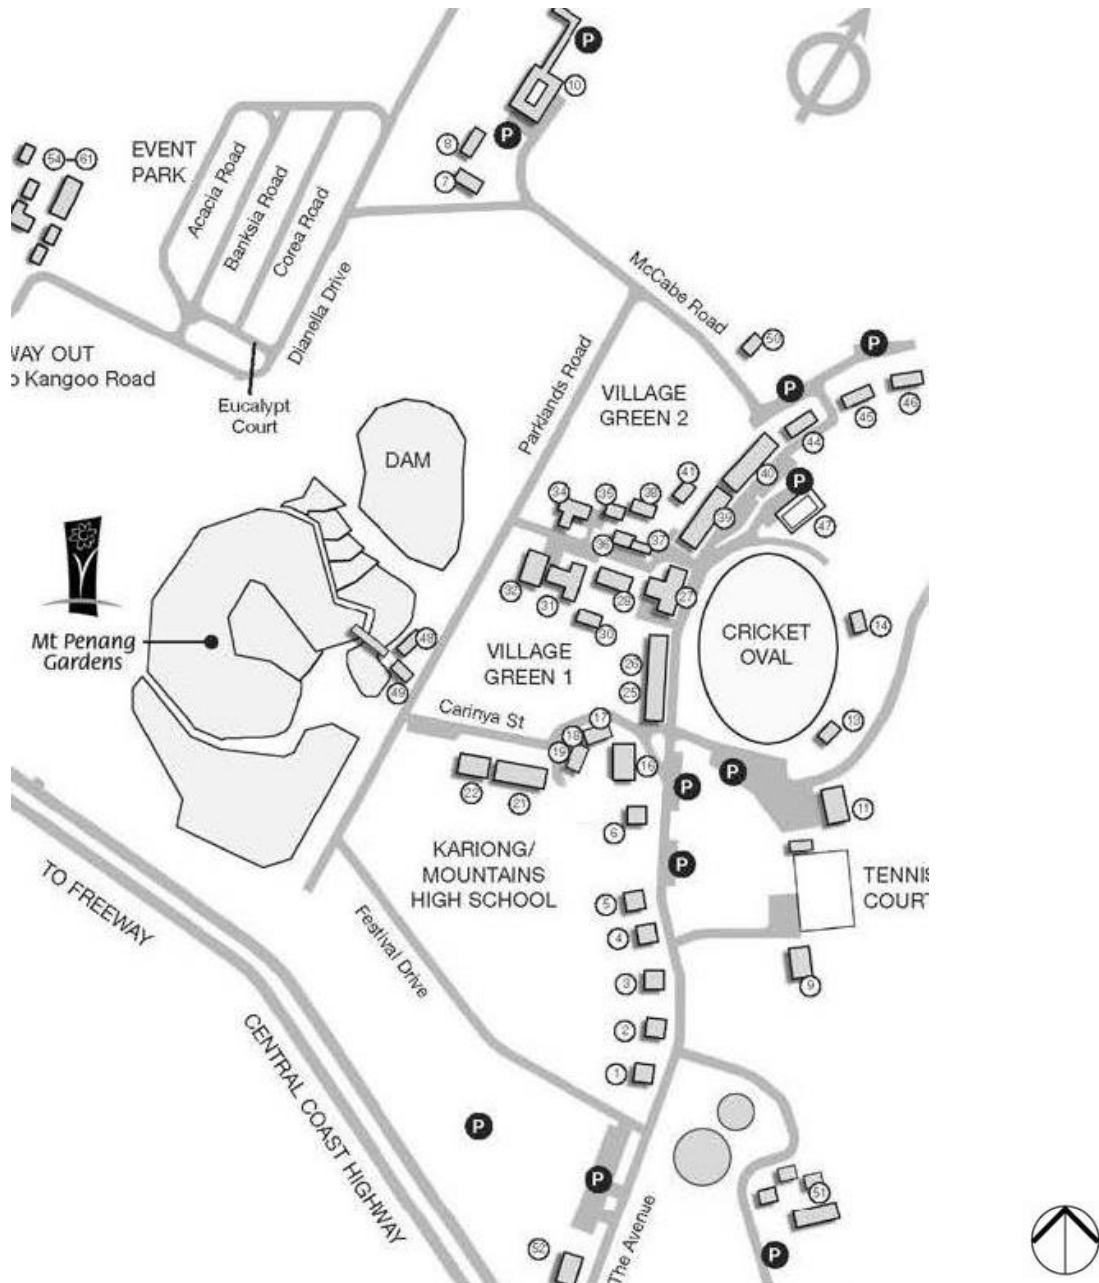 P
10
P
8
7
54
61
EVENT
PARK
Acacia Road
Banksia Road
Corea Road
Dianella Drive
McCabe Road
WAY OUT
o Kangoo Road
Eucalypt
Court
Parklands Road
50
P
P
VILLAGE
GREEN 2
45
46
44
DAM
41
40
P
34
35
38
39
47
36
37
32
31
28
27
30
Mt Penang
Gardens
48
49
VILLAGE
GREEN 1
26
25
CRICKET
OVAL
14
13
Carinya St
17
18
19
16
22
21
P
P
11
6
P
KARIONG/
MOUNTAINS
HIGH SCHOOL
TENNIS
COURT
5
4
3
2
1
9
TO FREEWAY
Festival Drive
CENTRAL COAST HIGHWAY
P
P
The Avenue
51
52
P